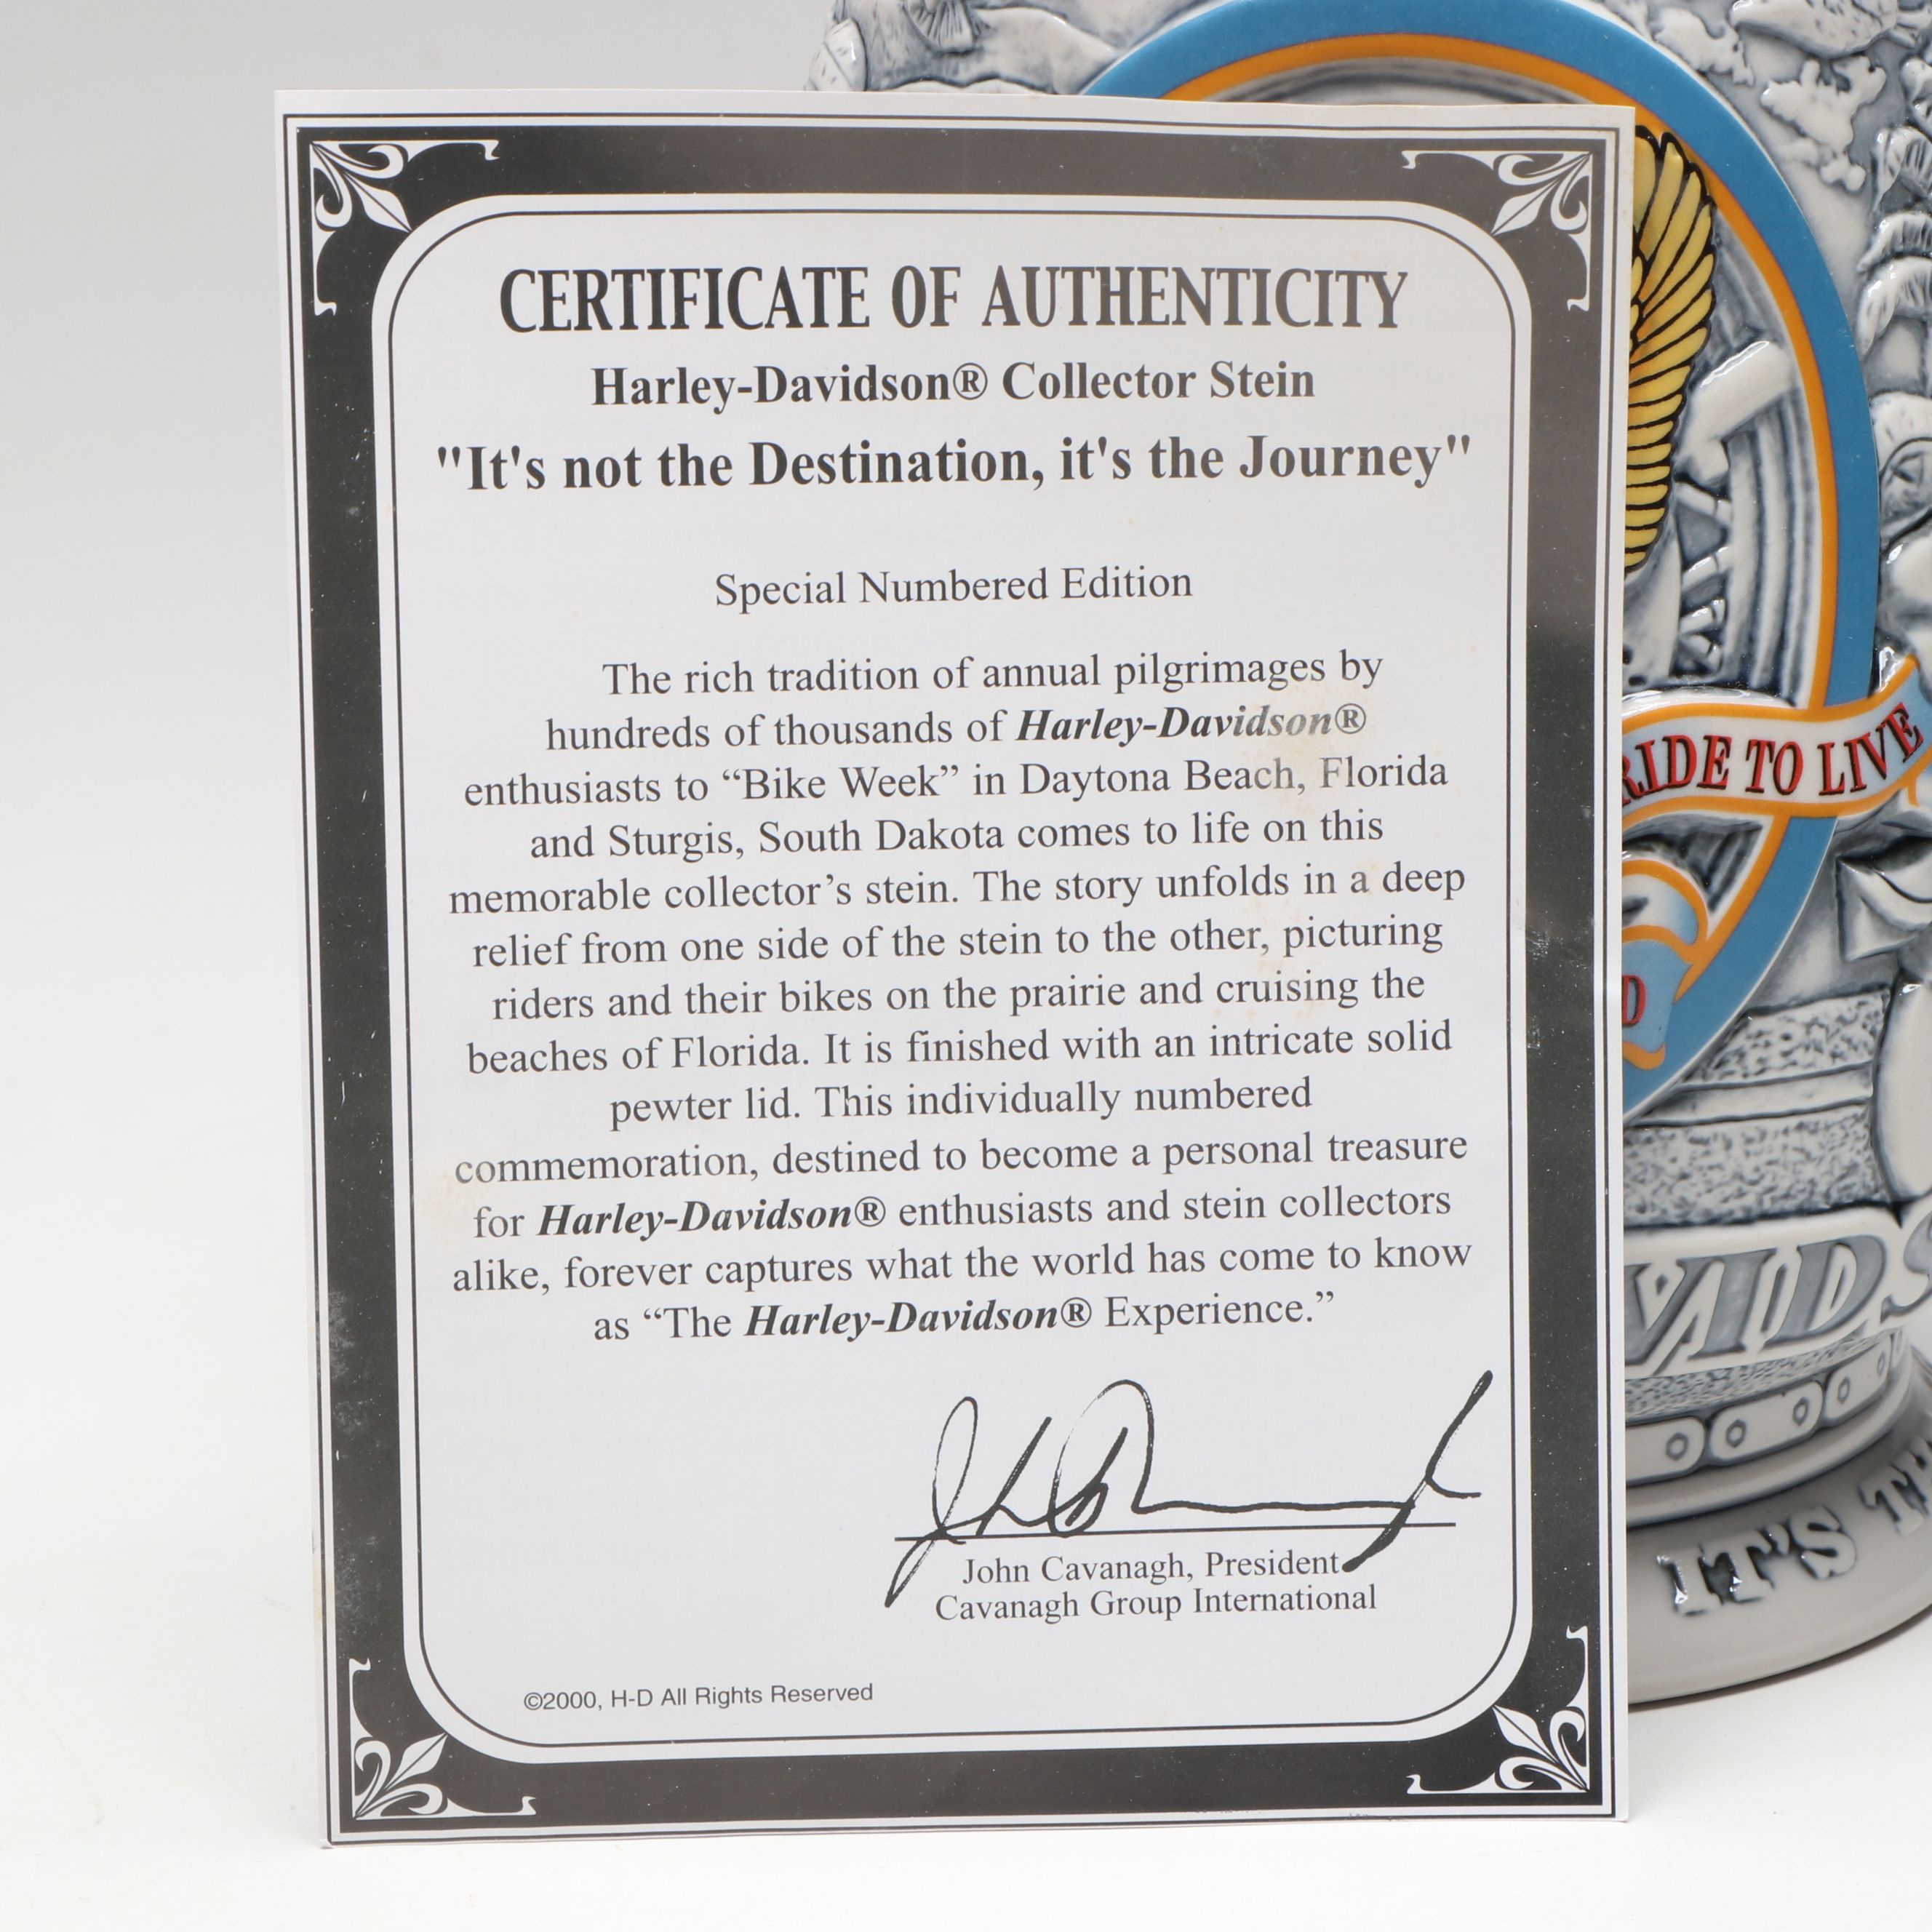 CERTIFICATE OF AUTHENTICITY
Harley-Davidson® Collector Stein
"It's not the Destination, it's the Journey"
Special Numbered Edition
The rich tradition of annual pilgrimages by
hundreds of thousands of Harley-Davidson®
enthusiasts to “Bike Week” in Daytona Beach, Florida
and Sturgis, South Dakota comes to life on this
memorable collector’s stein. The story unfolds in a deep
relief from one side of the stein to the other, picturing
riders and their bikes on the prairie and cruising the
beaches of Florida. It is finished with an intricate solid
pewter lid. This individually numbered
commemoration, destined to become a personal treasure
for Harley-Davidson® enthusiasts and stein collectors
alike, forever captures what the world has come to know
as “The Harley-Davidson® Experience.”
John Cavanagh, President
Cavanagh Group International
©2000, H-D All Rights Reserved
RIDE TO LIVE
IT'S